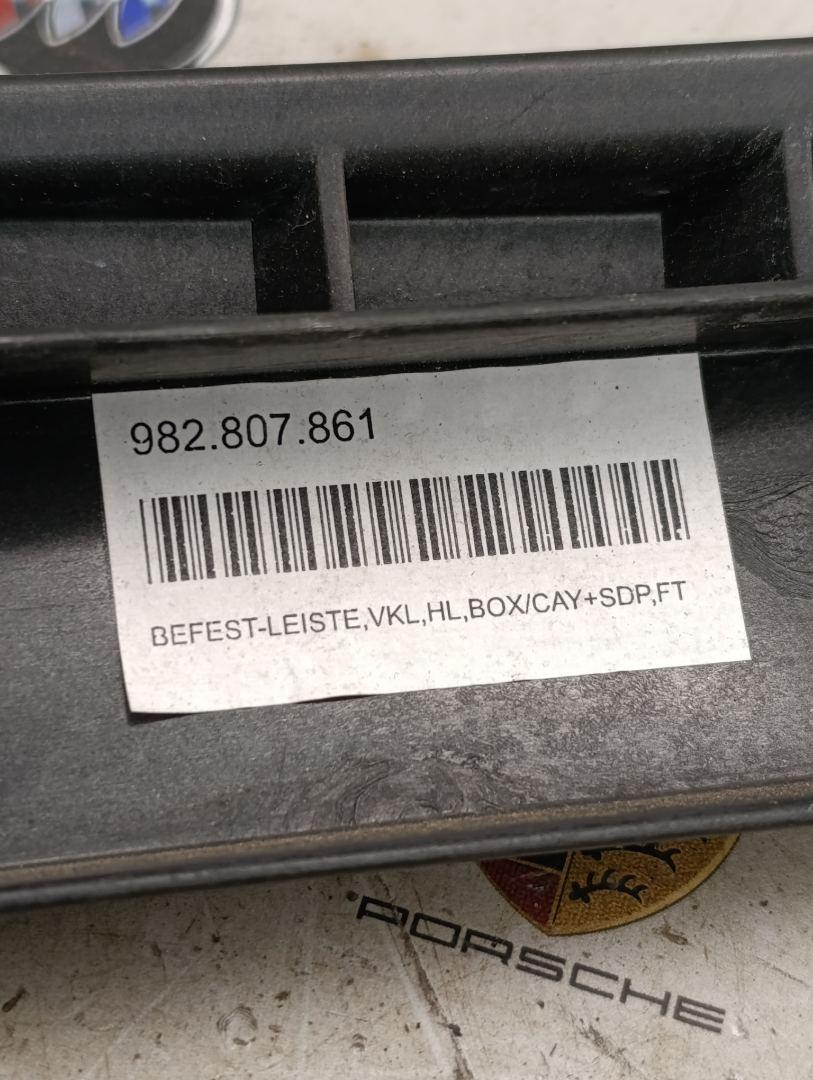 982.807.861
BEFEST-LEISTE,VKL,HL,BOX/CAY+SDP,FT
PORSCHE